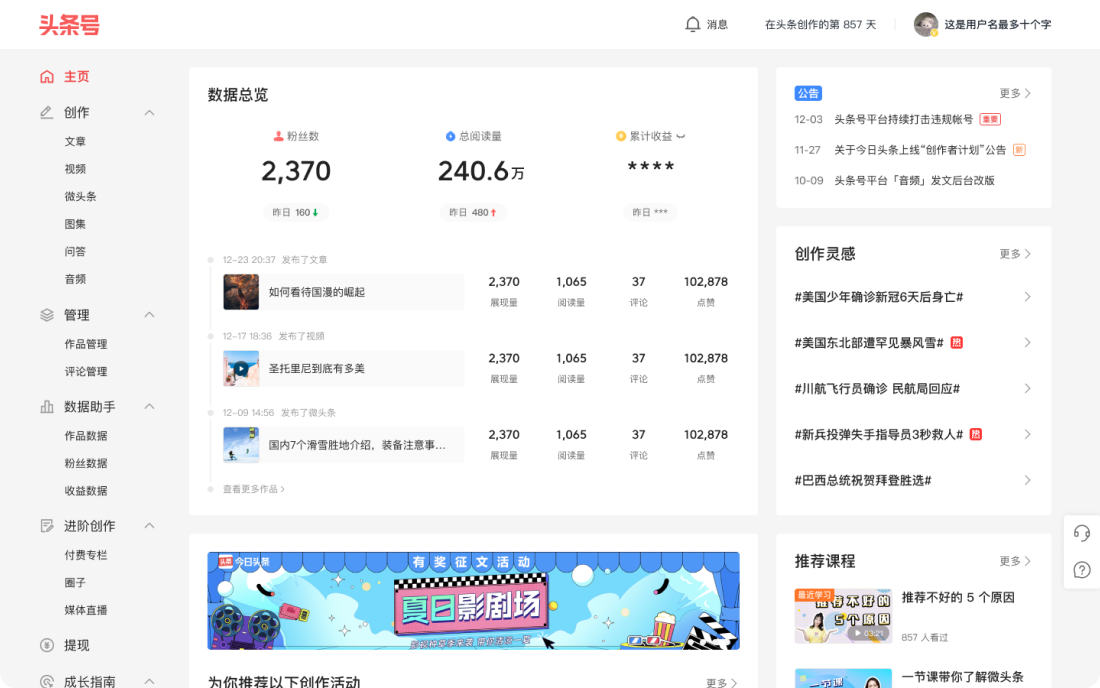 头条号
消息
在头条创作的第 857 天
这是用户名最多十个字
主页
创作
文章
视频
微头条
图集
问答
音频
管理
作品管理
评论管理
数据助手
作品数据
粉丝数据
收益数据
进阶创作
付费专栏
圈子
媒体直播
提现
成长指南
数据总览
粉丝数
2,370
昨日 160
总阅读量
240.6万
昨日 480
累计收益
****
昨日 ***
12-23 20:37 发布了文章
如何看待国漫的崛起
2,370 1,065 37 102,878
展现量 阅读量 评论 点赞
12-17 18:36 发布了视频
圣托里尼到底有多美
2,370 1,065 37 102,878
展现量 阅读量 评论 点赞
12-09 14:56 发布了微头条
国内7个滑雪胜地介绍，装备注意事...
2,370 1,065 37 102,878
展现量 阅读量 评论 点赞
查看更多作品
头条 今日头条
有奖征文活动
夏日影剧场
为你推荐以下创作活动
更多
公告
更多
12-03 头条号平台持续打击违规帐号 重要
11-27 关于今日头条上线“创作者计划”公告 新
10-09 头条号平台「音频」发文后台改版
创作灵感
更多
#美国少年确诊新冠6天后身亡#
#美国东北部遭罕见暴风雪# 热
#川航飞行员确诊 民航局回应#
#新兵投弹失手指导员3秒救人# 热
#巴西总统祝贺拜登胜选#
推荐课程
更多
最近学习
推荐不好的
5个原因
03:21
推荐不好的 5 个原因
857 人看过
一节课带你了解微头条